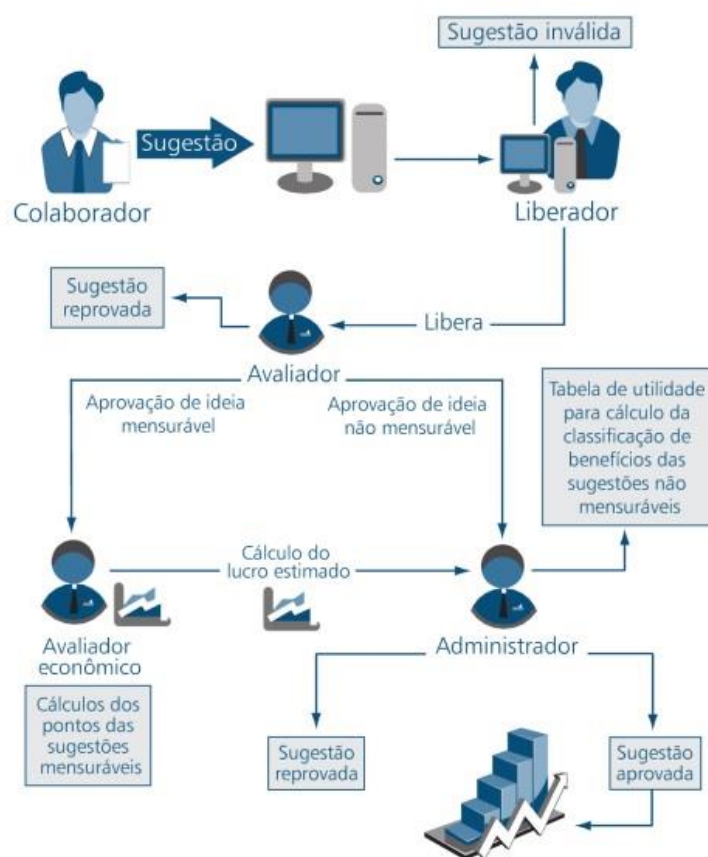 Sugestão inválida
Sugestão
Colaborador
Liberador
Sugestão
reprovada
Libera
Avaliador
Aprovação de ideia
mensurável
Aprovação de ideia
não mensurável
Tabela de utilidade
para cálculo da
classificação de
benefícios das
sugestões não
mensuráveis
Cálculo do
lucro estimado
Avaliador
econômico
Administrador
Cálculos dos
pontos das
sugestões
mensuráveis
Sugestão
reprovada
Sugestão
aprovada